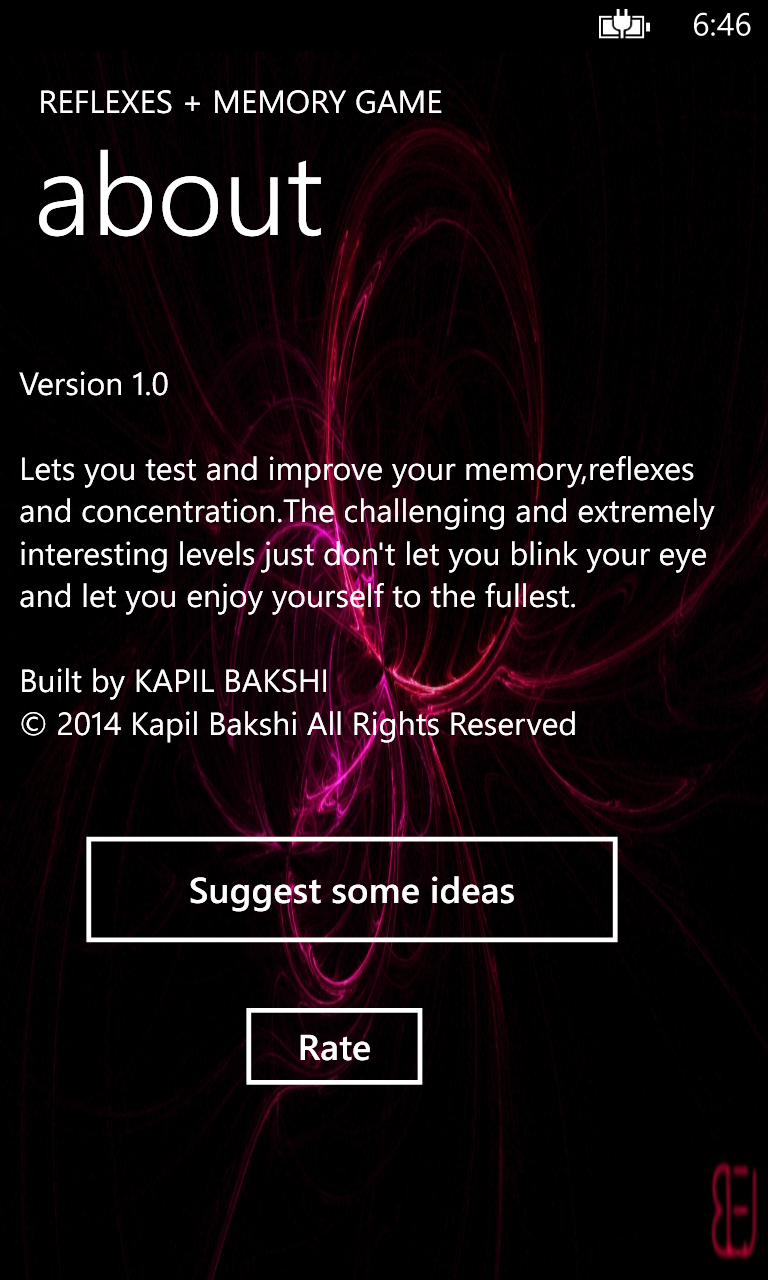 6:46
REFLEXES + MEMORY GAME
about
Version 1.0
Lets you test and improve your memory,reflexes
and concentration.The challenging and extremely
interesting levels just don't let you blink your eye
and let you enjoy yourself to the fullest.
Built by KAPIL BAKSHI
© 2014 Kapil Bakshi All Rights Reserved
Suggest some ideas
Rate